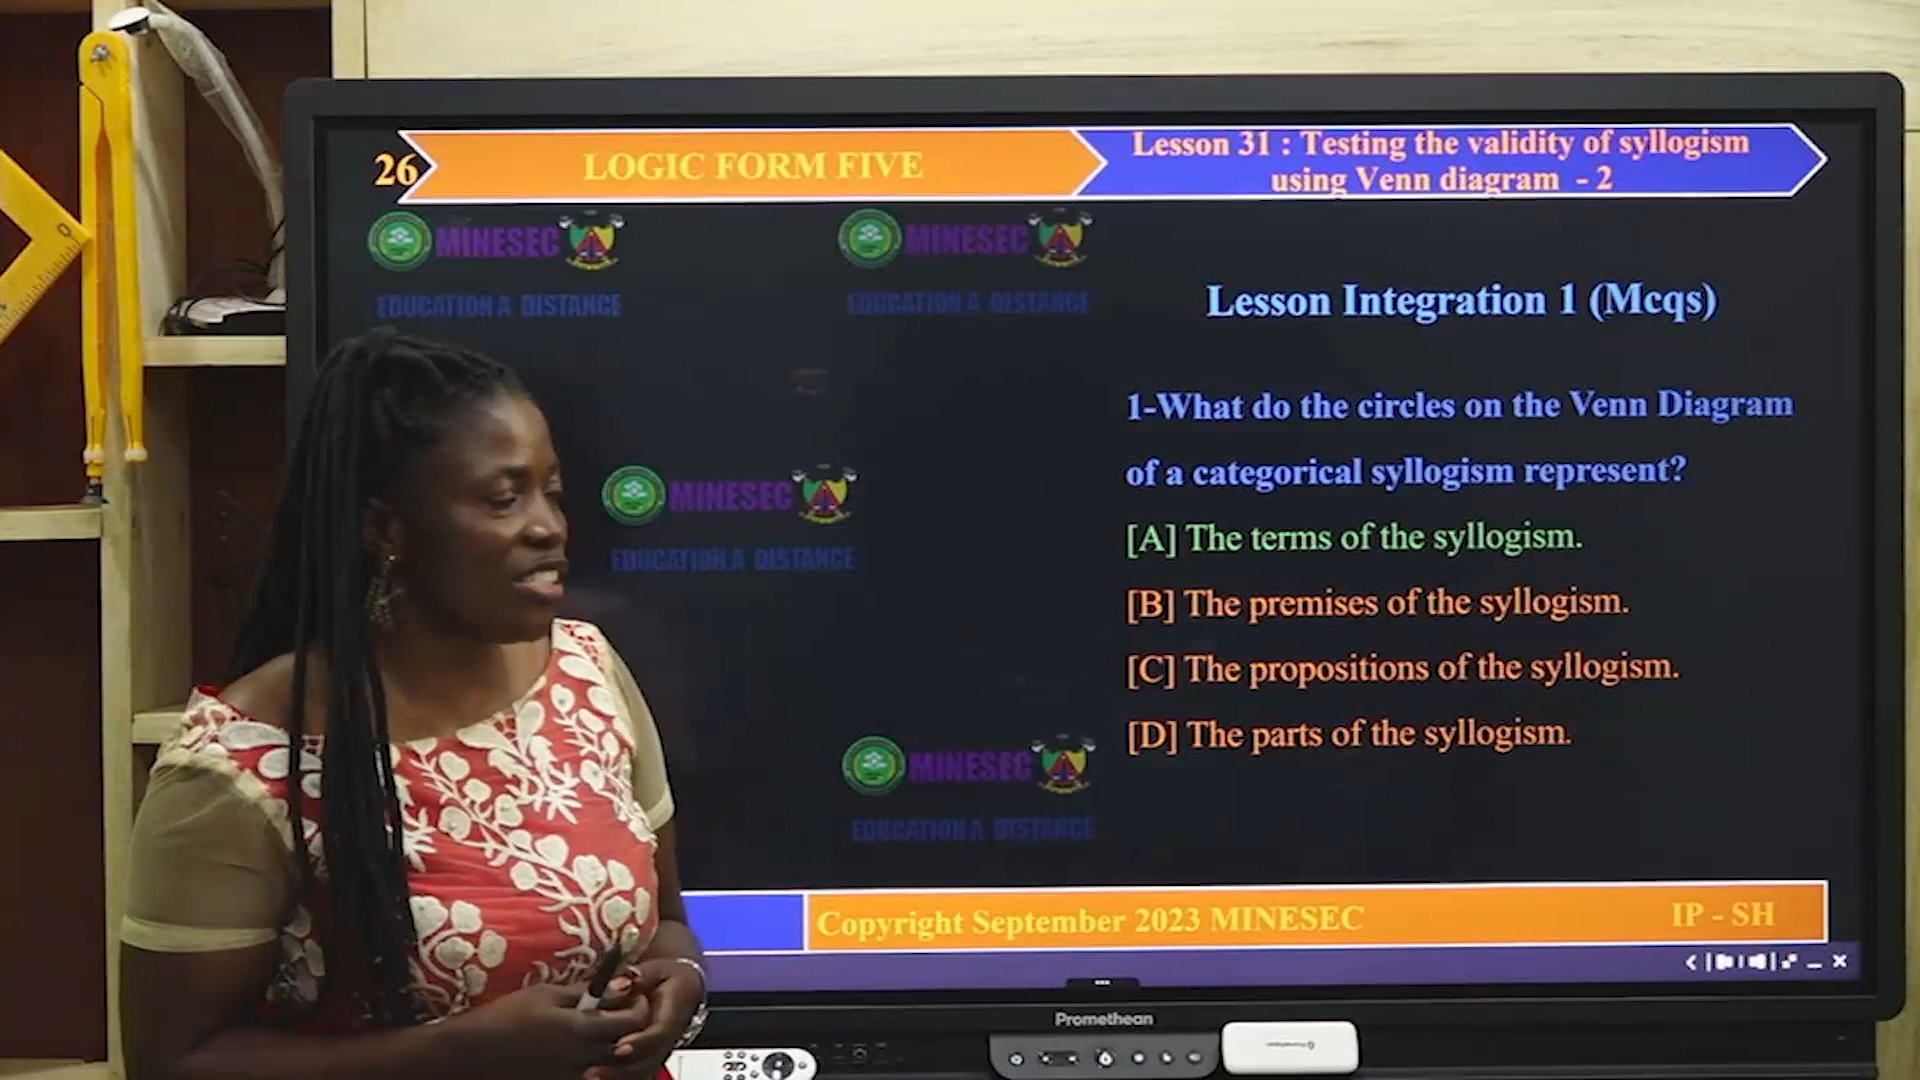 26
LOGIC FORM FIVE
Lesson 31 : Testing the validity of syllogism
using Venn diagram - 2
MINESEC
EDUCATION A DISTANCE
MINESEC
EDUCATION A DISTANCE
Lesson Integration 1 (Mcqs)
1-What do the circles on the Venn Diagram
of a categorical syllogism represent?
MINESEC
EDUCATION A DISTANCE
[A] The terms of the syllogism.
[B] The premises of the syllogism.
[C] The propositions of the syllogism.
[D] The parts of the syllogism.
MINESEC
EDUCATION A DISTANCE
Copyright September 2023 MINESEC
IP - SH
Promethean